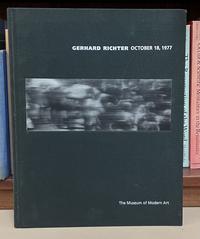 GERHARD RICHTER OCTOBER 18, 1977
The Museum of Modern Art